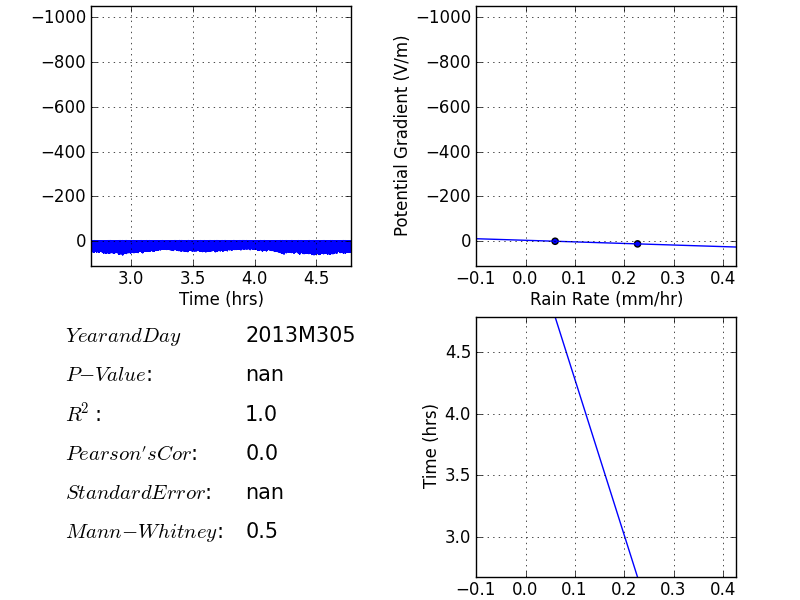 −1000
−800
−600
−400
−200
0
3.0 3.5 4.0 4.5
Time (hrs)
Potential Gradient (V/m)
−1000
−800
−600
−400
−200
0
−0.1 0.0 0.1 0.2 0.3 0.4
Rain Rate (mm/hr)
YearandDay 2013M305
P−Value: nan
R² : 1.0
Pearson'sCor: 0.0
StandardError: nan
Mann−Whitney: 0.5
Time (hrs)
4.5
4.0
3.5
3.0
−0.1 0.0 0.1 0.2 0.3 0.4